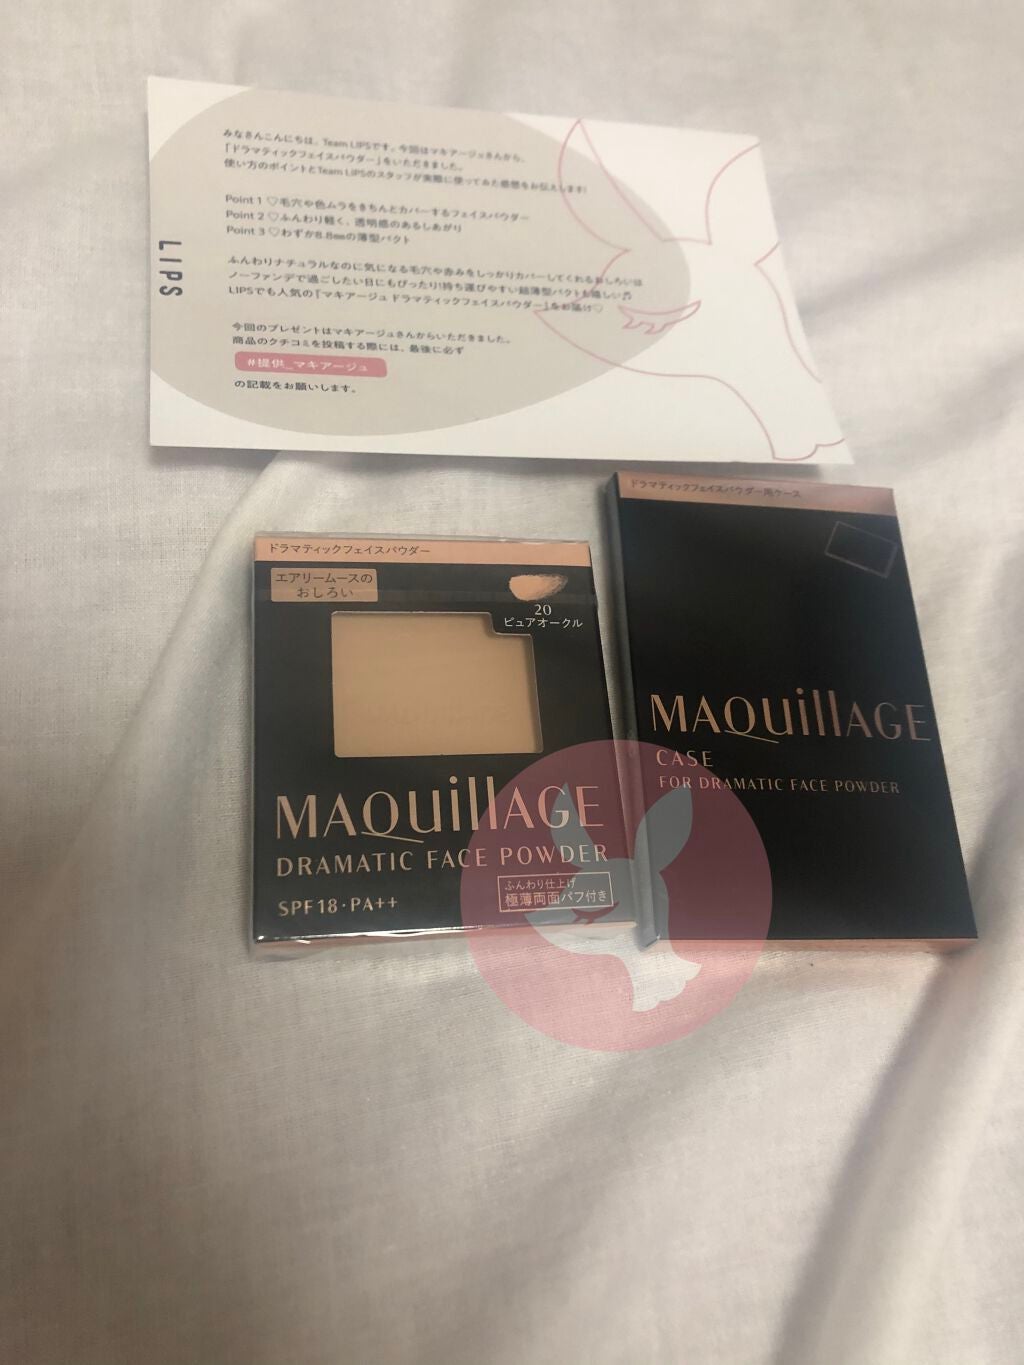 みなさんこんにちは、Team LIPSです。今回はマキアージュさんから、
「ドラマティックフェイスパウダー」をいただきました。
使い方のポイントとTeam LIPSのスタッフが実際に使ってみた感想をお伝えします!
Point 1 ♡毛穴や色ムラをきちんとカバーするフェイスパウダー
Point 2 ♡ふんわり軽く、透明感のあるしあがり
Point 3 ♡わずか8.8㎜の薄型パクト
ふんわりナチュラルなのに気になる毛穴や赤みをしっかりカバーしてくれるおしろいは
ノーファンデで過ごしたい日にもぴったり!持ち運びやすい超薄型パクトも嬉しい♬
LIPSでも人気の『マキアージュ ドラマティックフェイスパウダー』をお届け♡
今回のプレゼントはマキアージュさんからいただきました。
商品のクチコミを投稿する際には、最後に必ず
#提供_マキアージュ
の記載をお願いします。
LIPS
ドラマティックフェイスパウダー
エアリームースの
おしろい
20
ピュアオークル
MAQuillAGE
DRAMATIC FACE POWDER
SPF18・PA++
ふんわり仕上げ
極薄両面パフ付き
ドラマティックフェイスパウダー用ケース
MAQuillAGE
CASE
FOR DRAMATIC FACE POWDER